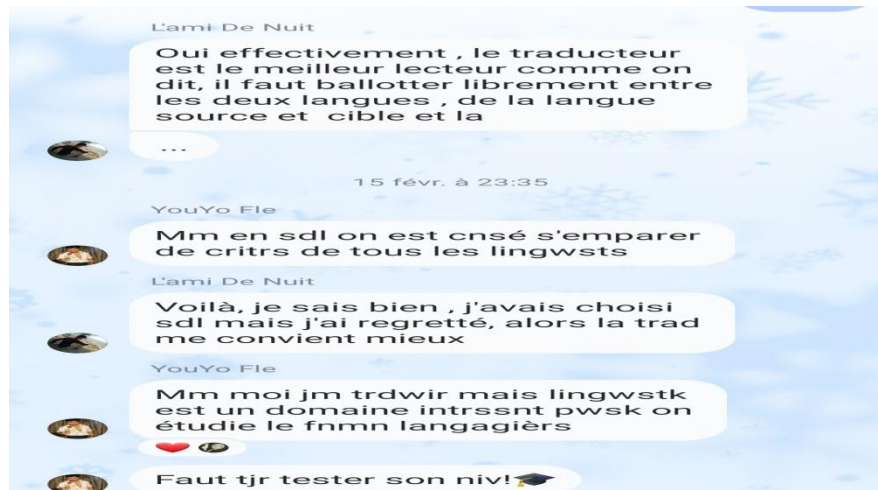 L'ami De Nuit
Oui effectivement , le traducteur
est le meilleur lecteur comme on
dit, il faut ballotter librement entre
les deux langues , de la langue
source et cible et la
...
15 févr. à 23:35
YouYo Fle
Mm en sdl on est cnsé s'emparer
de critrs de tous les lingwsts
L'ami De Nuit
Voilà, je sais bien , j'avais choisi
sdl mais j'ai regretté, alors la trad
me convient mieux
YouYo Fle
Mm moi jm trdwir mais lingwstk
est un domaine intrssnt pwsk on
étudie le fnmn langagièrs
Faut tjr tester son niv!🎓